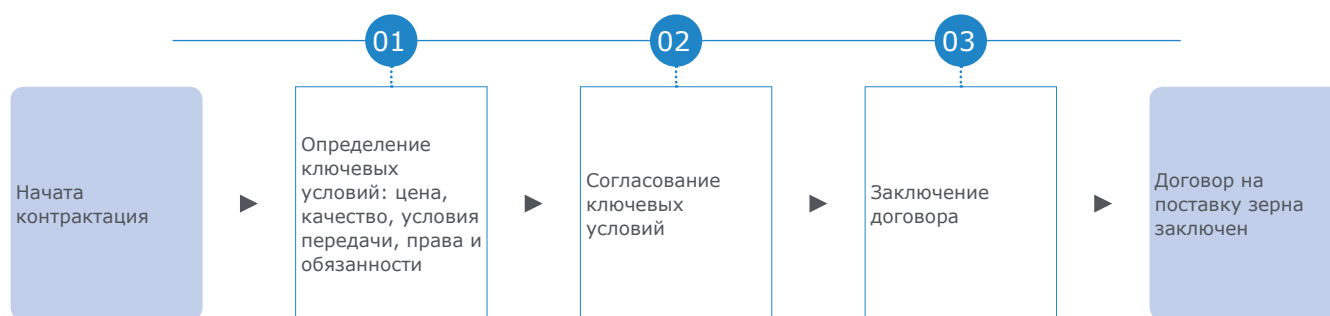 01
02
03
Начата
контрактация
Определение
ключевых
условий: цена,
качество, условия
передачи, права и
обязанности
Согласование
ключевых
условий
Заключение
договора
Договор на
поставку зерна
заключен